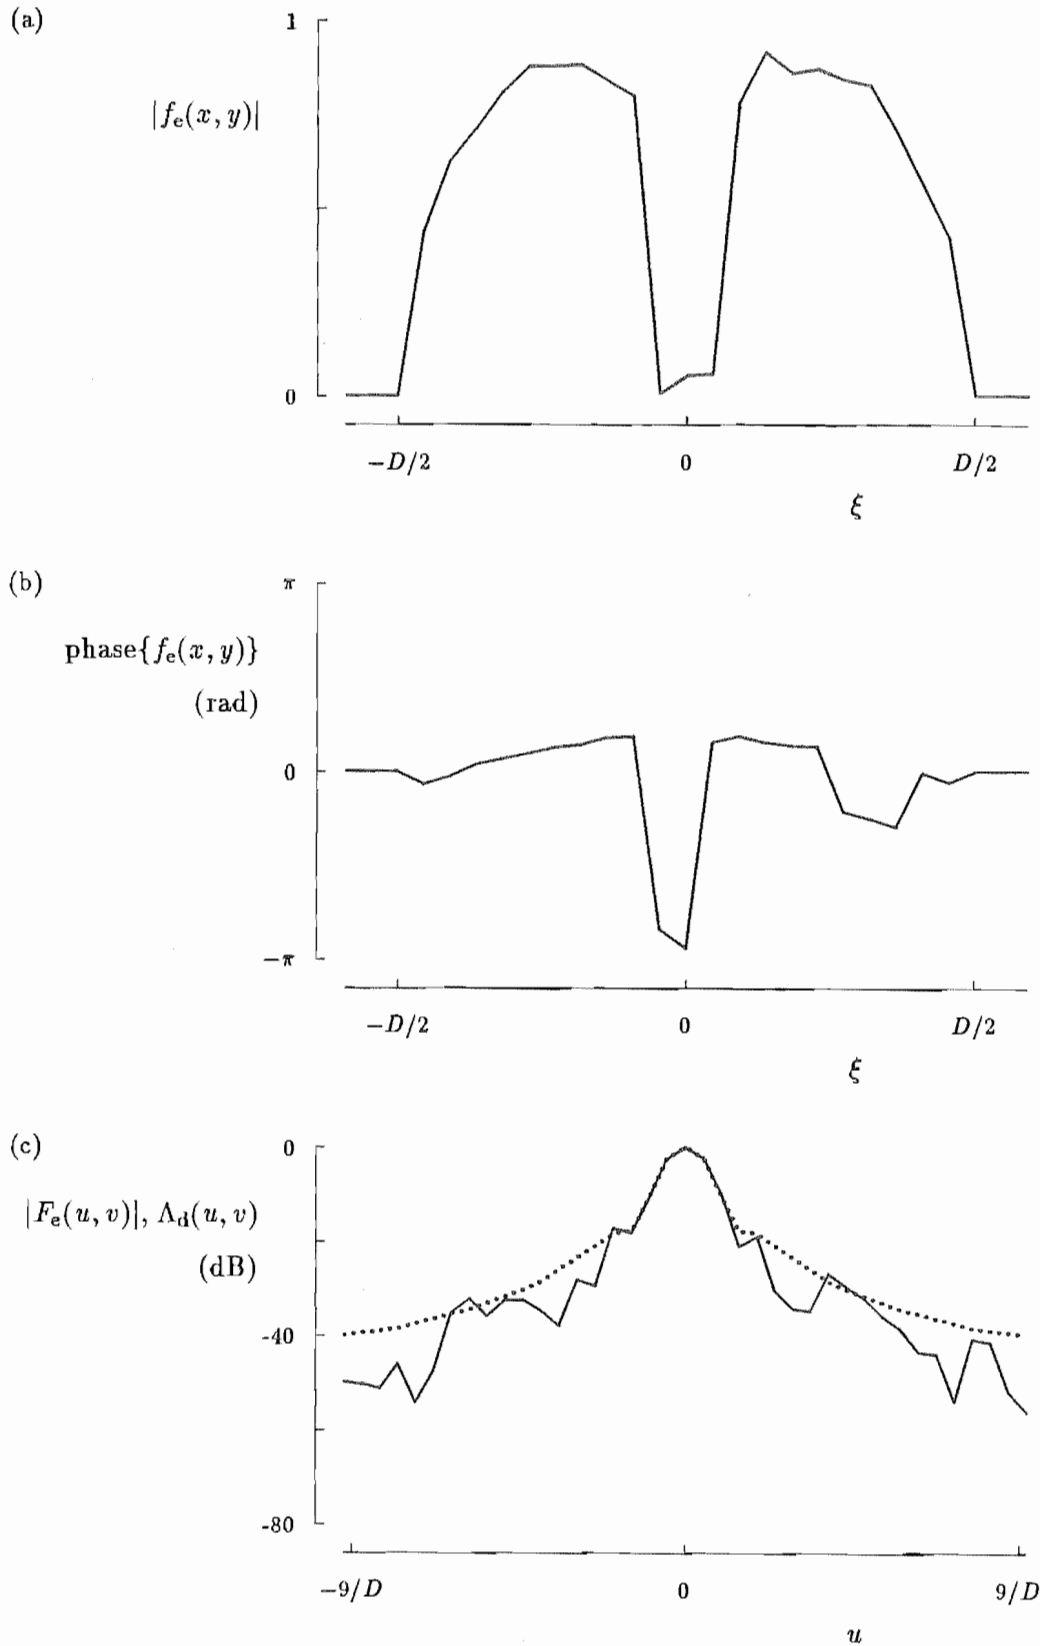 (a)
1
|f_e(x, y)|
0
−D/2 0 D/2
ξ
(b)
π
phase{f_e(x, y)}
(rad)
0
−π
−D/2 0 D/2
ξ
(c)
0
|F_e(u, v)|, Λ_d(u, v)
(dB)
-40
-80
−9/D 0 9/D
u